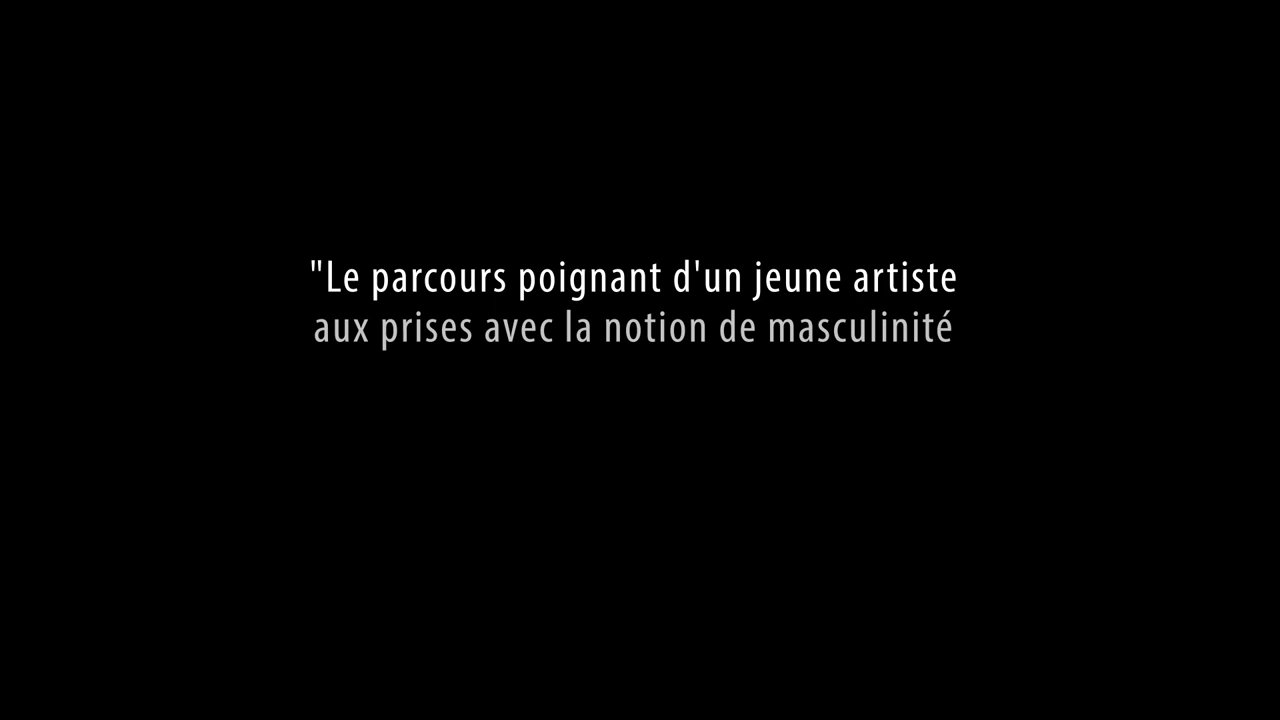 "Le parcours poignant d'un jeune artiste
aux prises avec la notion de masculinité